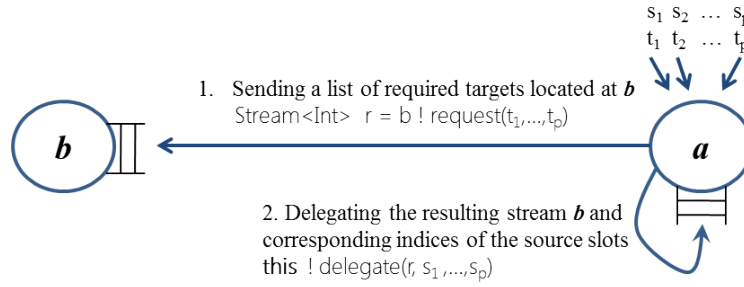 s1 s2 … sp
t1 t2 … tp
1. Sending a list of required targets located at b
Stream<Int> r = b ! request(t1,...,tp)
b
a
2. Delegating the resulting stream b and
corresponding indices of the source slots
this ! delegate(r, s1,...,sp)